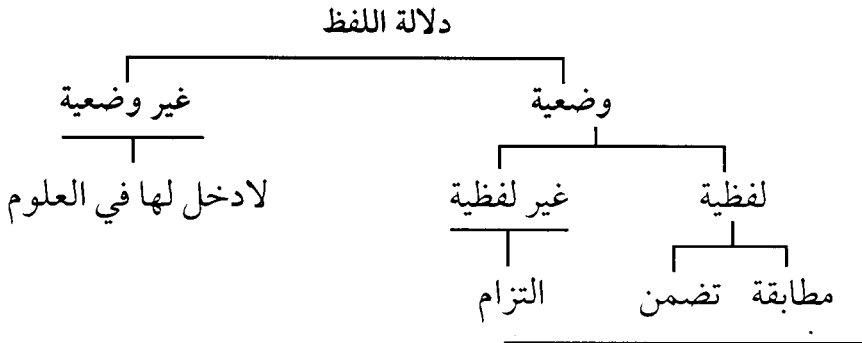 دلالة اللفظ
وضعية غير وضعية
لفظية غير لفظية لادخل لها في العلوم
مطابقة تضمن التزام